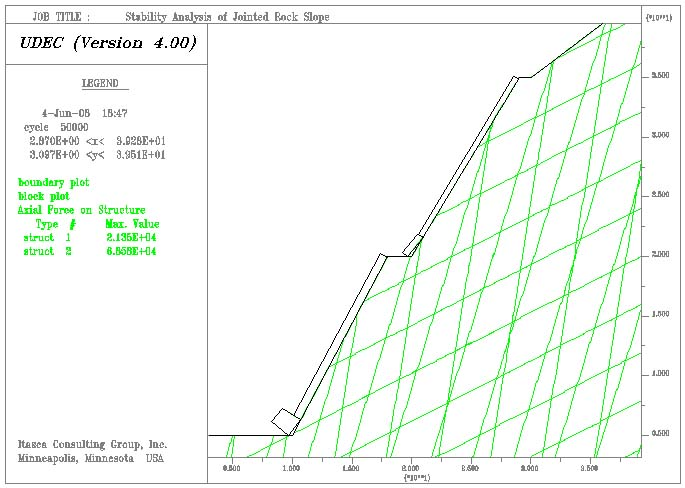 JOB TITLE : Stability Analysis of Jointed Rock Slope
(*10**1)
UDEC (Version 4.00)
LEGEND
4-Jun-08 18:47
cycle 50000
2.870E+00 <x< 3.928E+01
3.097E+00 <y< 3.951E+01
boundary plot
block plot
Axial Force on Structure
Type # Max. Value
struct 1 2.135E+04
struct 2 6.858E+04
Itasca Consulting Group, Inc.
Minneapolis, Minnesota USA
3.500
3.000
2.500
2.000
1.500
1.000
0.500
0.500 1.000 1.500 2.000 2.500 3.000 3.500
(*10**1)